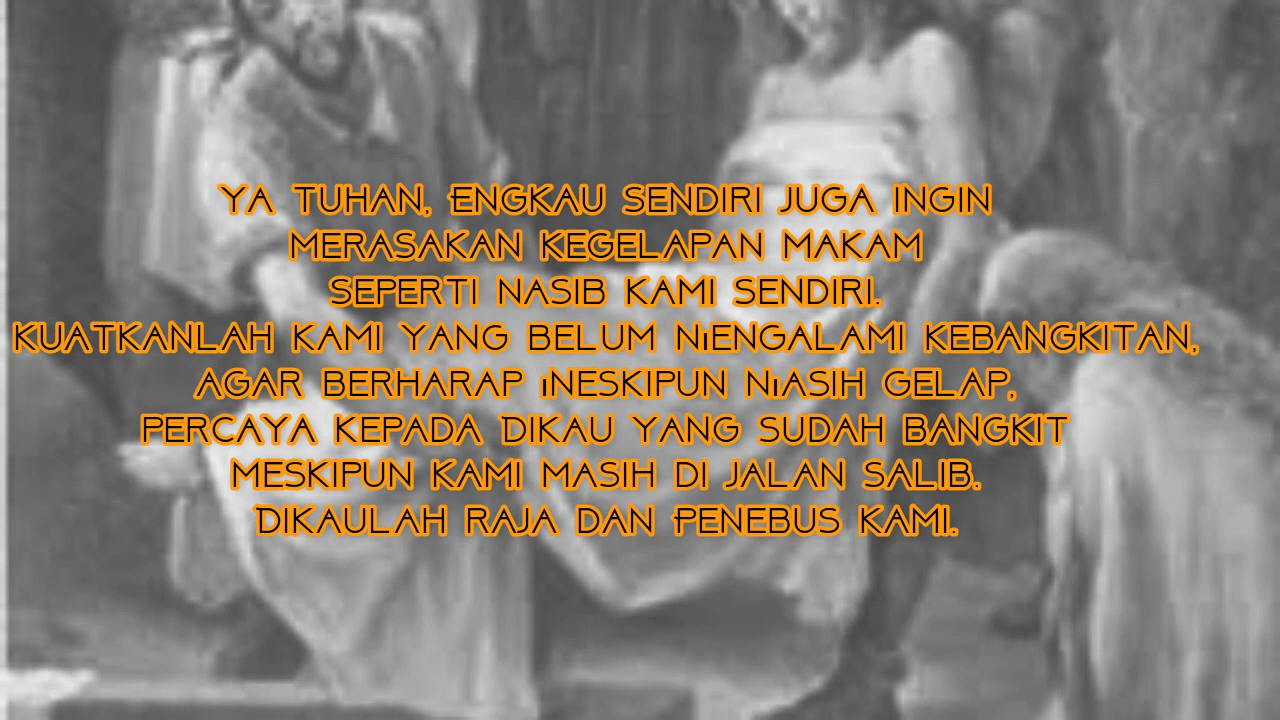 Ya Tuhan, Engkau sendiri juga ingin
merasakan kegelapan makam
seperti nasib kami sendiri.
Kuatkanlah kami yang belum mengalami kebangkitan,
agar berharap meskipun masih gelap,
percaya kepada Dikau yang sudah bangkit
meskipun kami masih di jalan salib.
Dikaulah Raja dan Penebus kami.